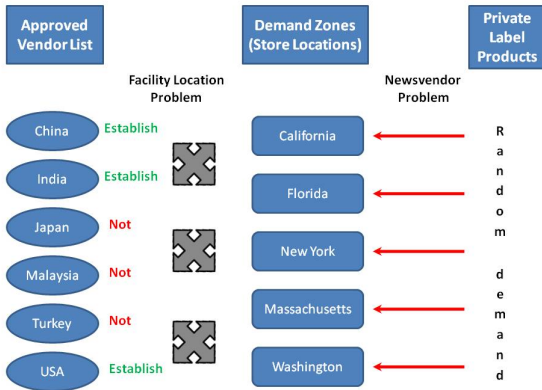 Approved
Vendor List
Demand Zones
(Store Locations)
Private
Label
Products
Facility Location
Problem
Newsvendor
Problem
China
Establish
India
Establish
Japan
Not
Malaysia
Not
Turkey
Not
USA
Establish
California
Florida
New York
Massachusetts
Washington
R
a
n
d
o
m
d
e
m
a
n
d